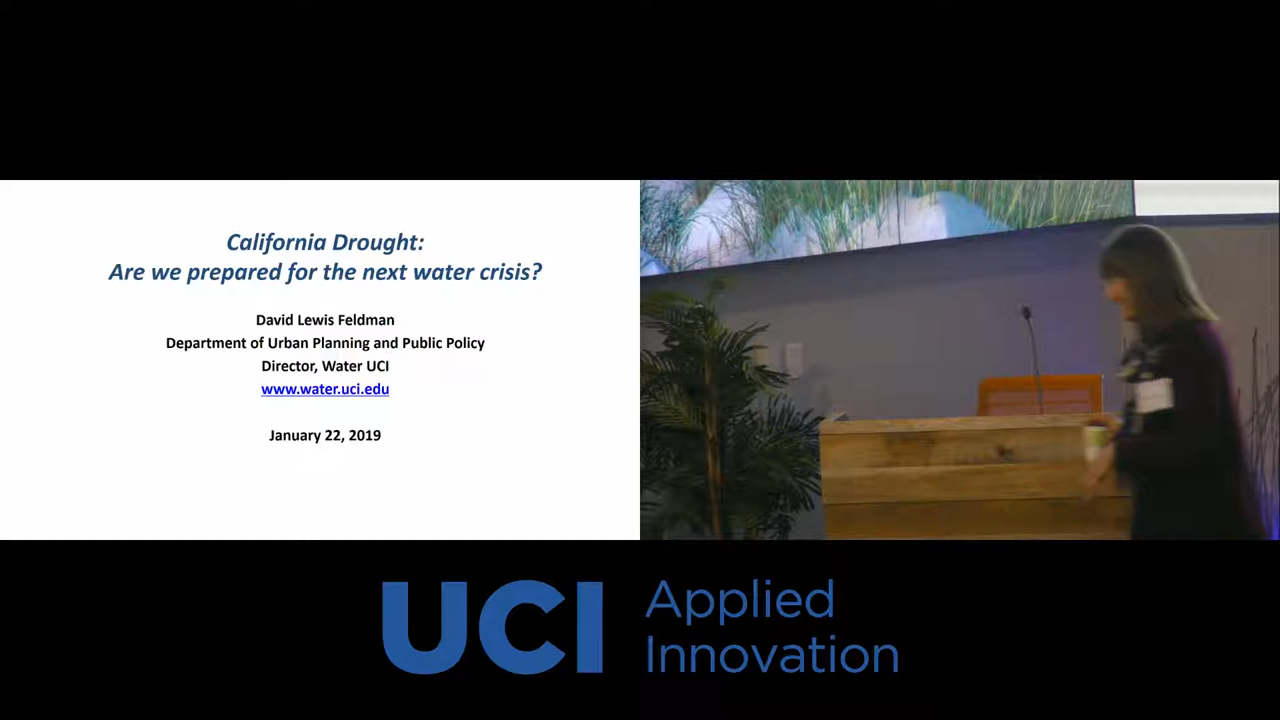 California Drought:
Are we prepared for the next water crisis?
David Lewis Feldman
Department of Urban Planning and Public Policy
Director, Water UCI
www.water.uci.edu
January 22, 2019
UCI
Applied
Innovation